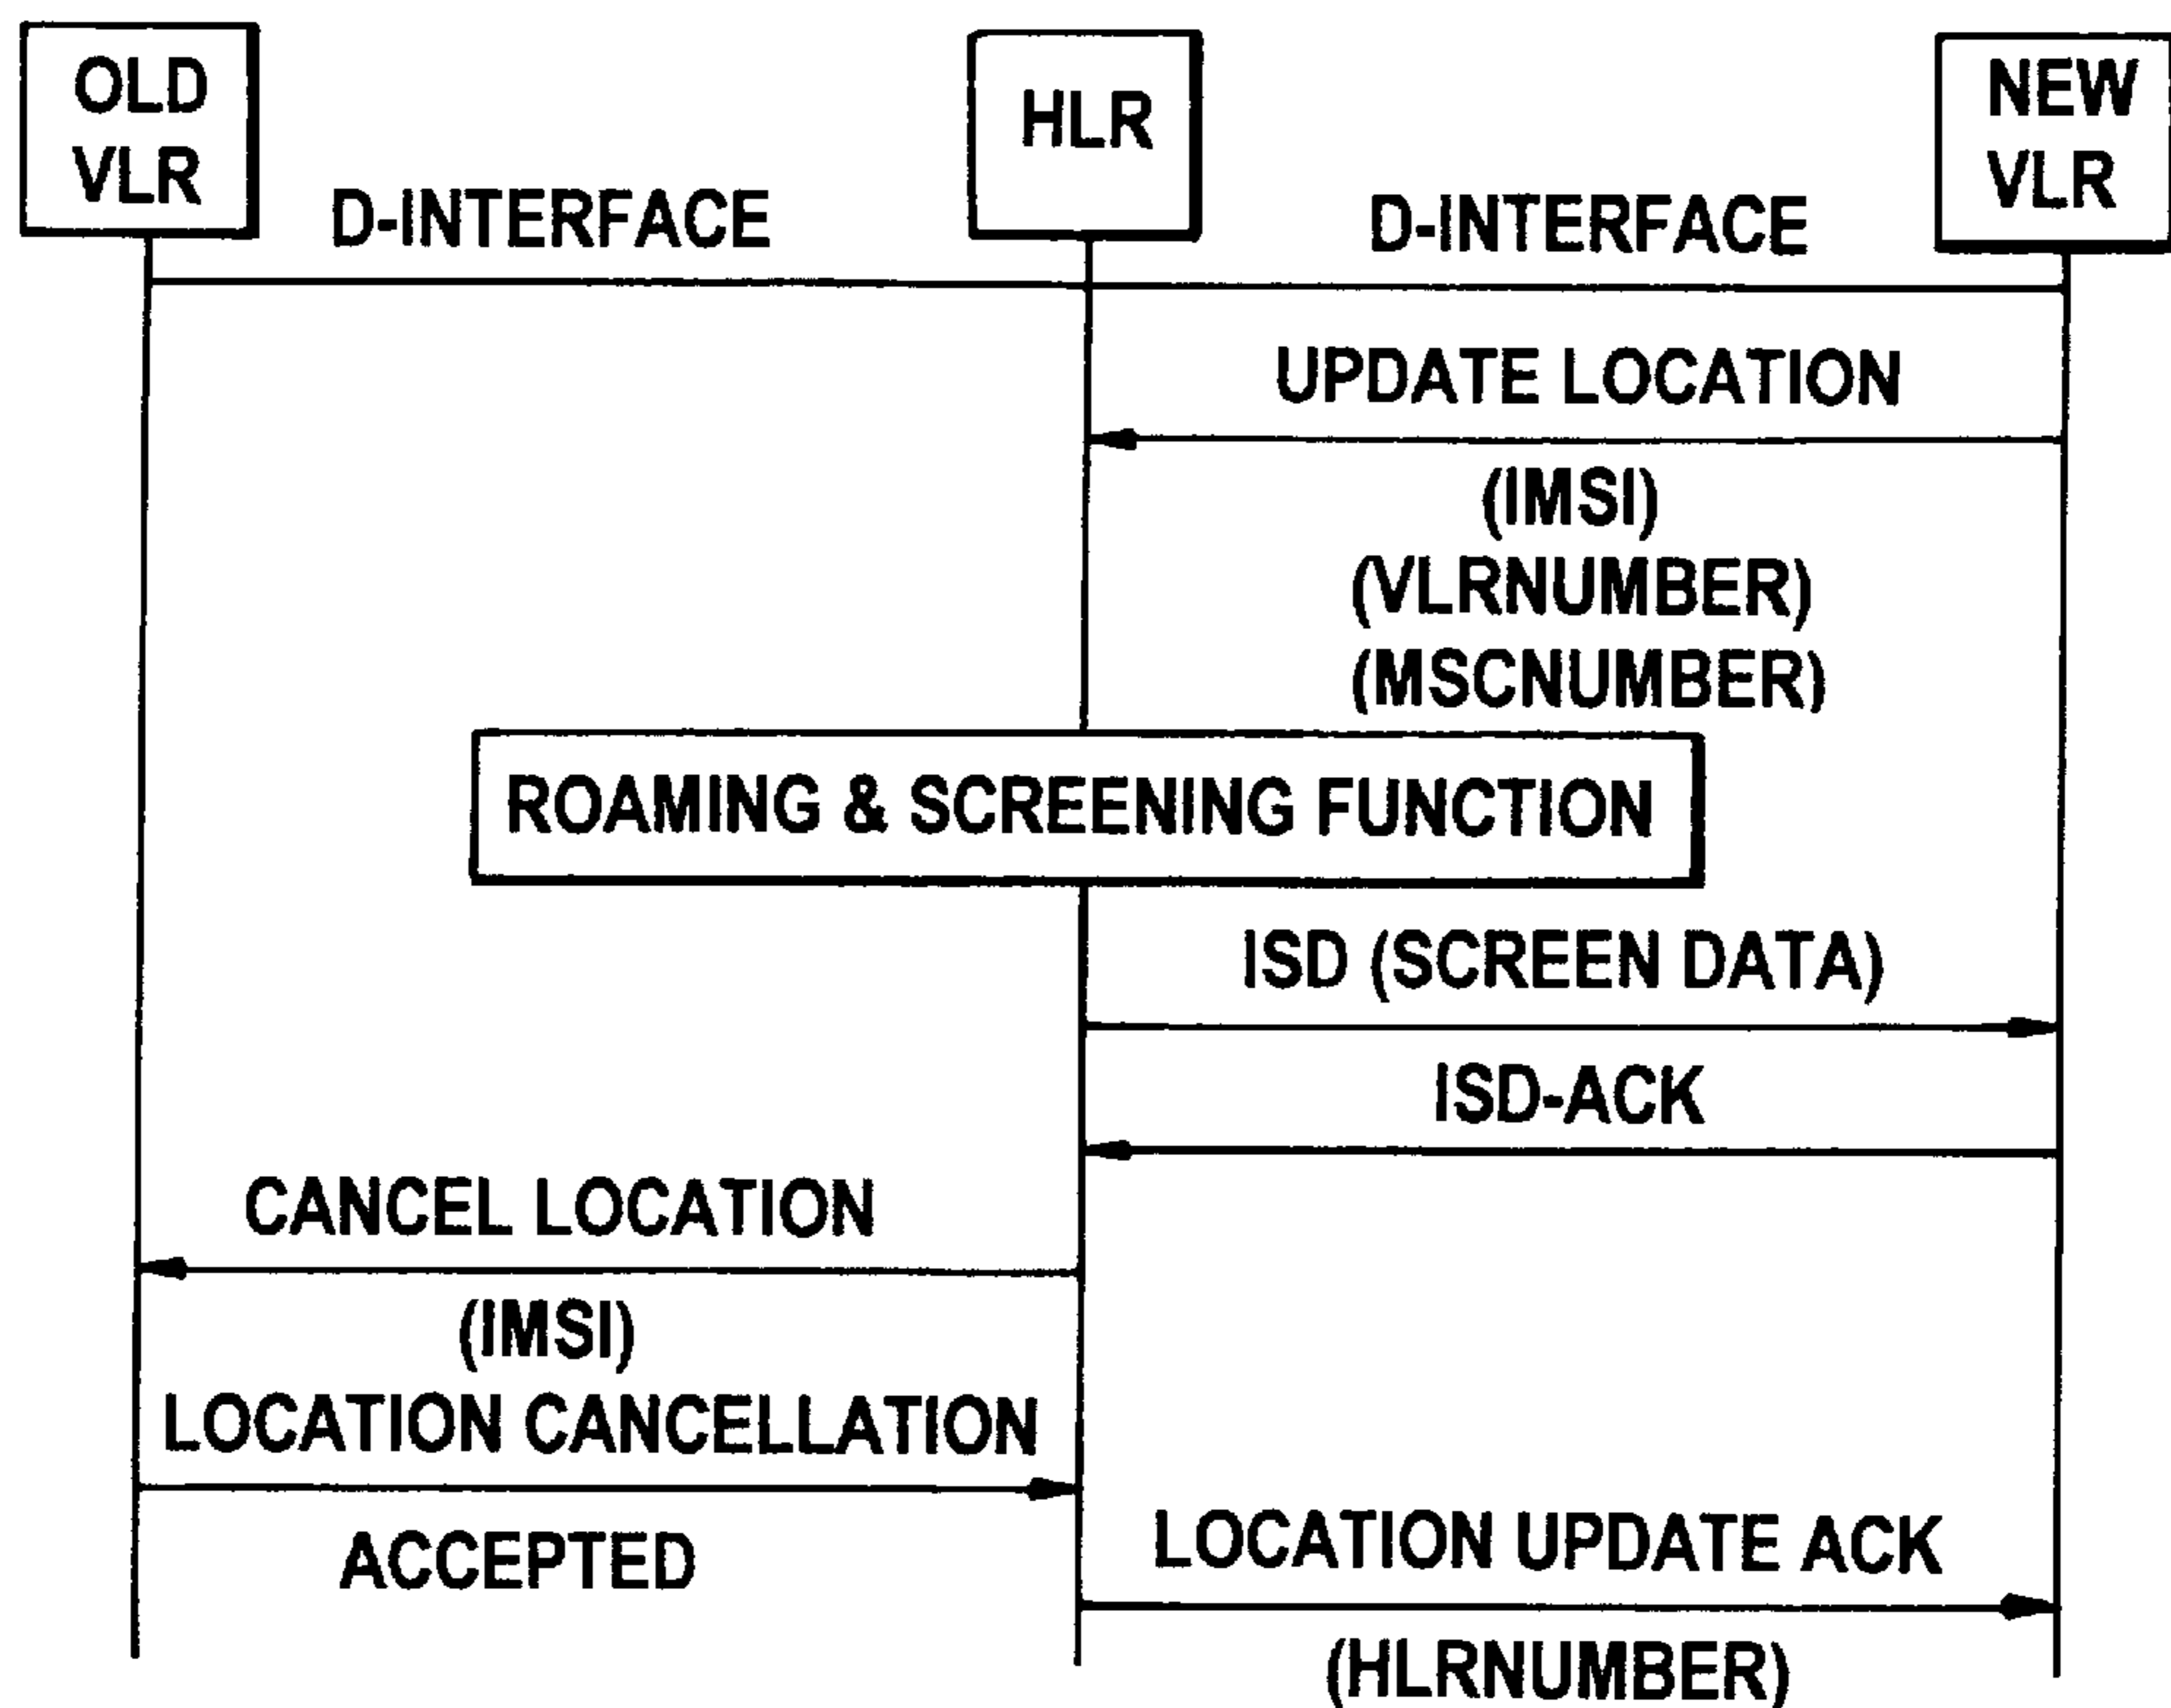 OLD
VLR
HLR
NEW
VLR
D-INTERFACE
D-INTERFACE
UPDATE LOCATION
(IMSI)
(VLRNUMBER)
(MSCNUMBER)
ROAMING & SCREENING FUNCTION
ISD (SCREEN DATA)
ISD-ACK
CANCEL LOCATION
(IMSI)
LOCATION CANCELLATION
ACCEPTED
LOCATION UPDATE ACK
(HLRNUMBER)